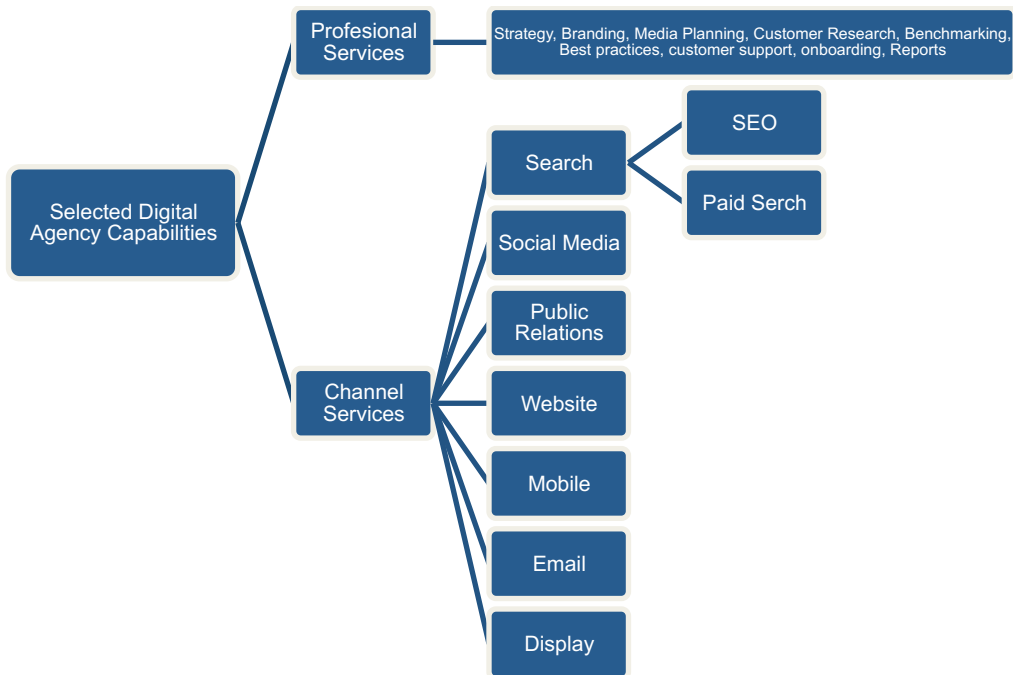 Profesional
Services
Strategy, Branding, Media Planning, Customer Research, Benchmarking,
Best practices, customer support, onboarding, Reports
SEO
Search
Paid Serch
Selected Digital
Agency Capabilities
Social Media
Public
Relations
Channel
Services
Website
Mobile
Email
Display